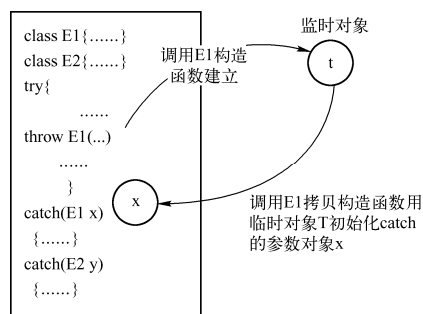 class E1{......}
class E2{......}
try{
......
throw E1(...)
......
}
catch(E1 x)
{......}
catch(E2 y)
{......}
x
调用E1构造
函数建立
监时对象
t
调用E1拷贝构造函数用
临时对象T初始化catch
的参数对象x